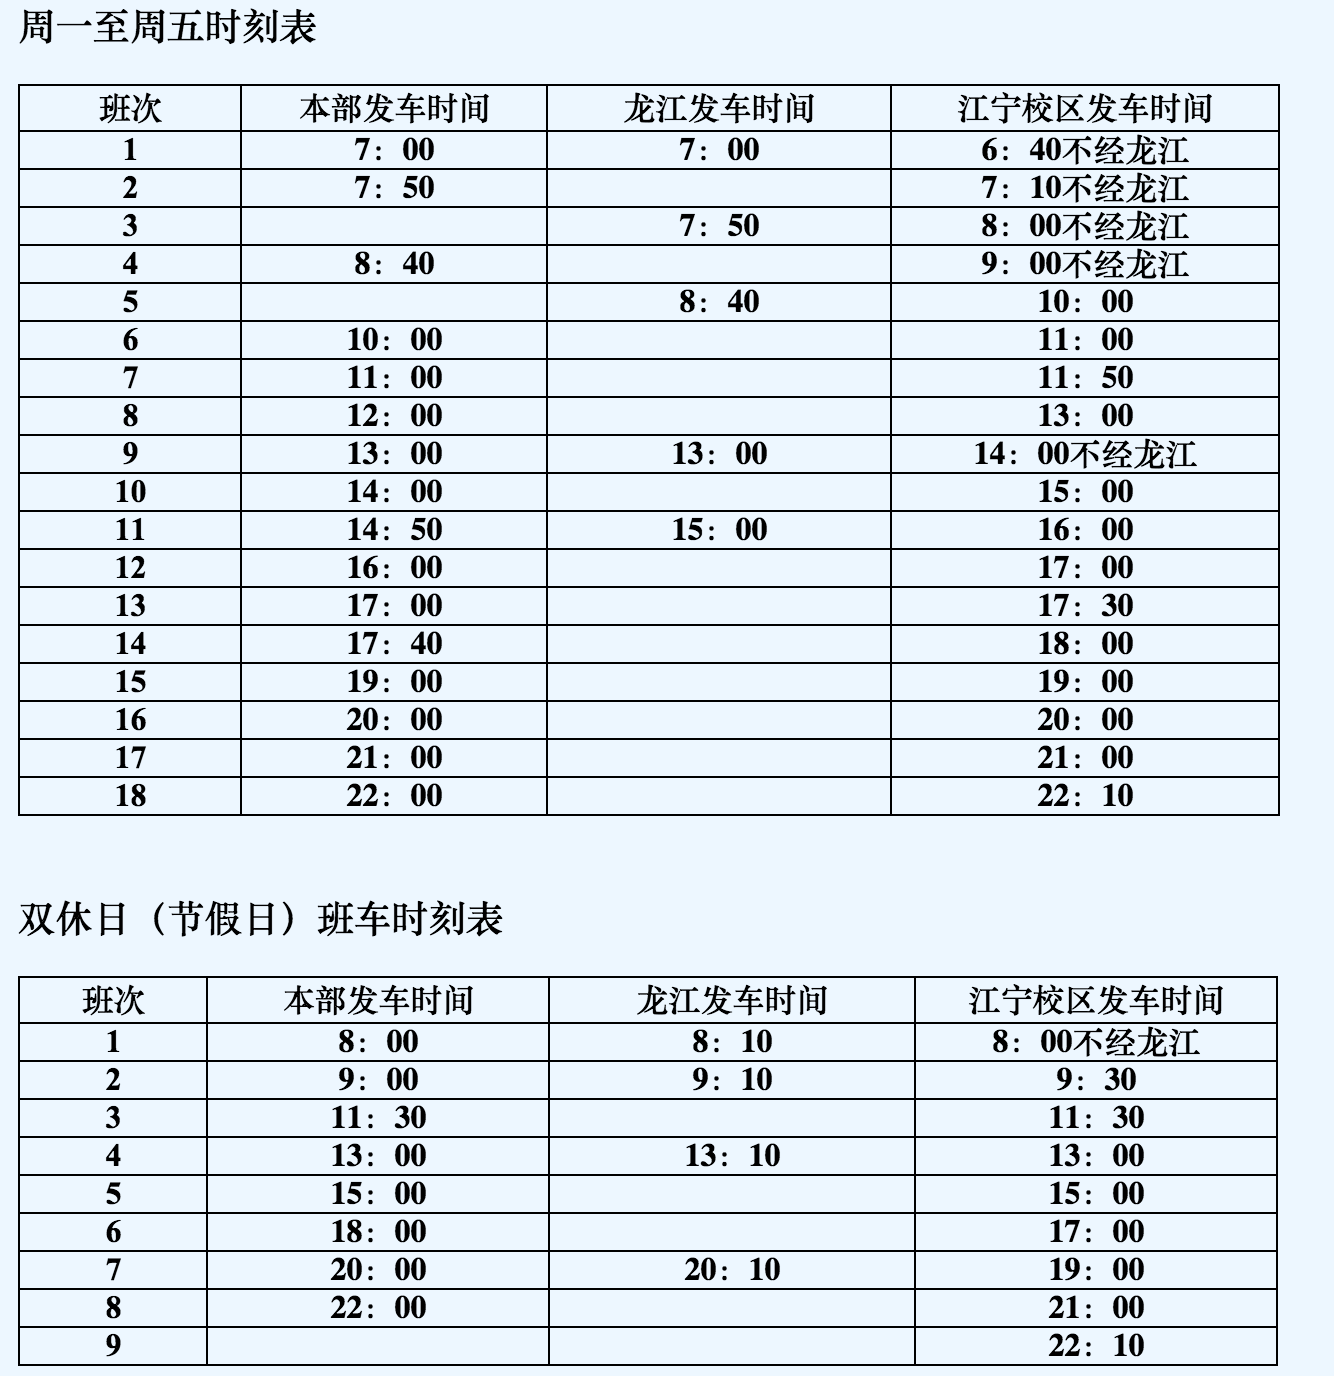 周一至周五时刻表
班次 本部发车时间 龙江发车时间 江宁校区发车时间
1 7：00 7：00 6：40不经龙江
2 7：50 7：10不经龙江
3 7：50 8：00不经龙江
4 8：40 9：00不经龙江
5 8：40 10：00
6 10：00 11：00
7 11：00 11：50
8 12：00 13：00
9 13：00 13：00 14：00不经龙江
10 14：00 15：00
11 14：50 15：00 16：00
12 16：00 17：00
13 17：00 17：30
14 17：40 18：00
15 19：00 19：00
16 20：00 20：00
17 21：00 21：00
18 22：00 22：10
双休日（节假日）班车时刻表
班次 本部发车时间 龙江发车时间 江宁校区发车时间
1 8：00 8：10 8：00不经龙江
2 9：00 9：10 9：30
3 11：30 11：30
4 13：00 13：10 13：00
5 15：00 15：00
6 18：00 17：00
7 20：00 20：10 19：00
8 22：00 21：00
9 22：10